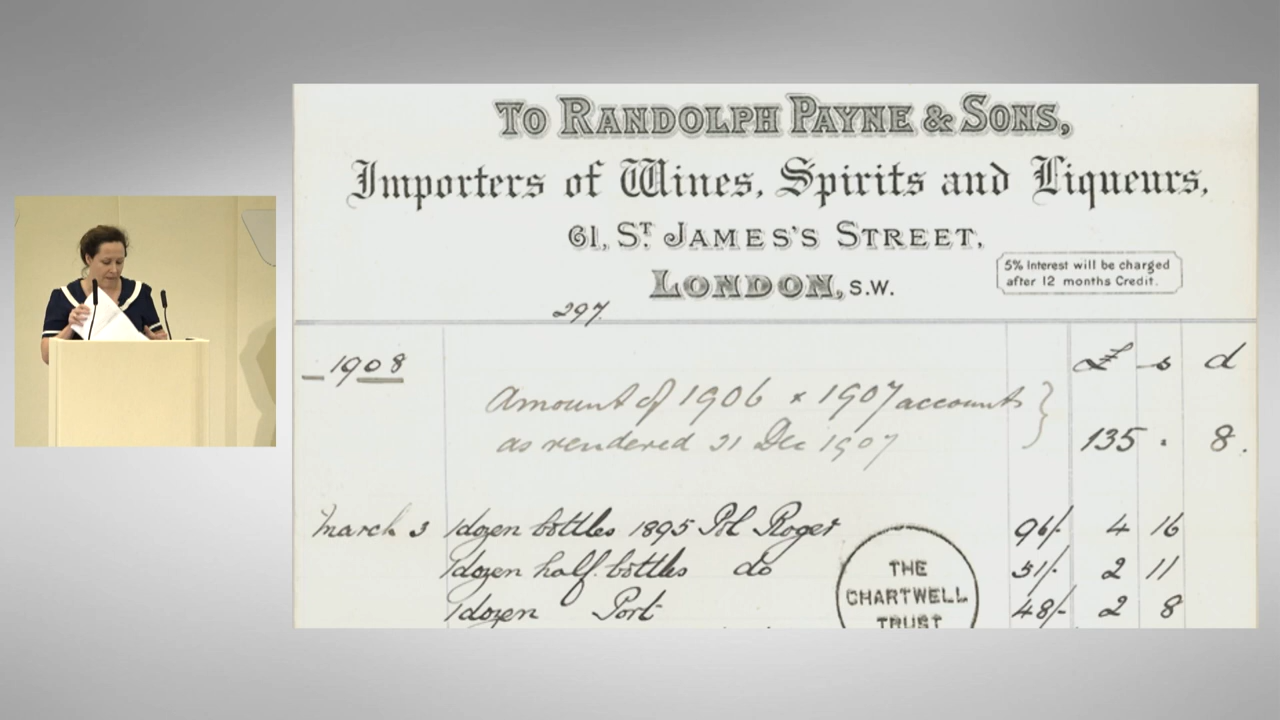 TO RANDOLPH PAYNE & SONS,
Importers of Wines, Spirits and Liqueurs,
61, ST JAMES'S STREET,
LONDON, S.W.
5% Interest will be charged
after 12 months Credit.
297.
1908 £ s d
Amount of 1906 & 1907 accounts
as rendered 31 Dec 1907 135 . 8.
March 3 1 dozen bottles 1895 Pol Roger 96/- 4 16
1 dozen half bottles do 51/- 2 11
1 dozen Port 48/- 2 8
THE
CHARTWELL
TRUST